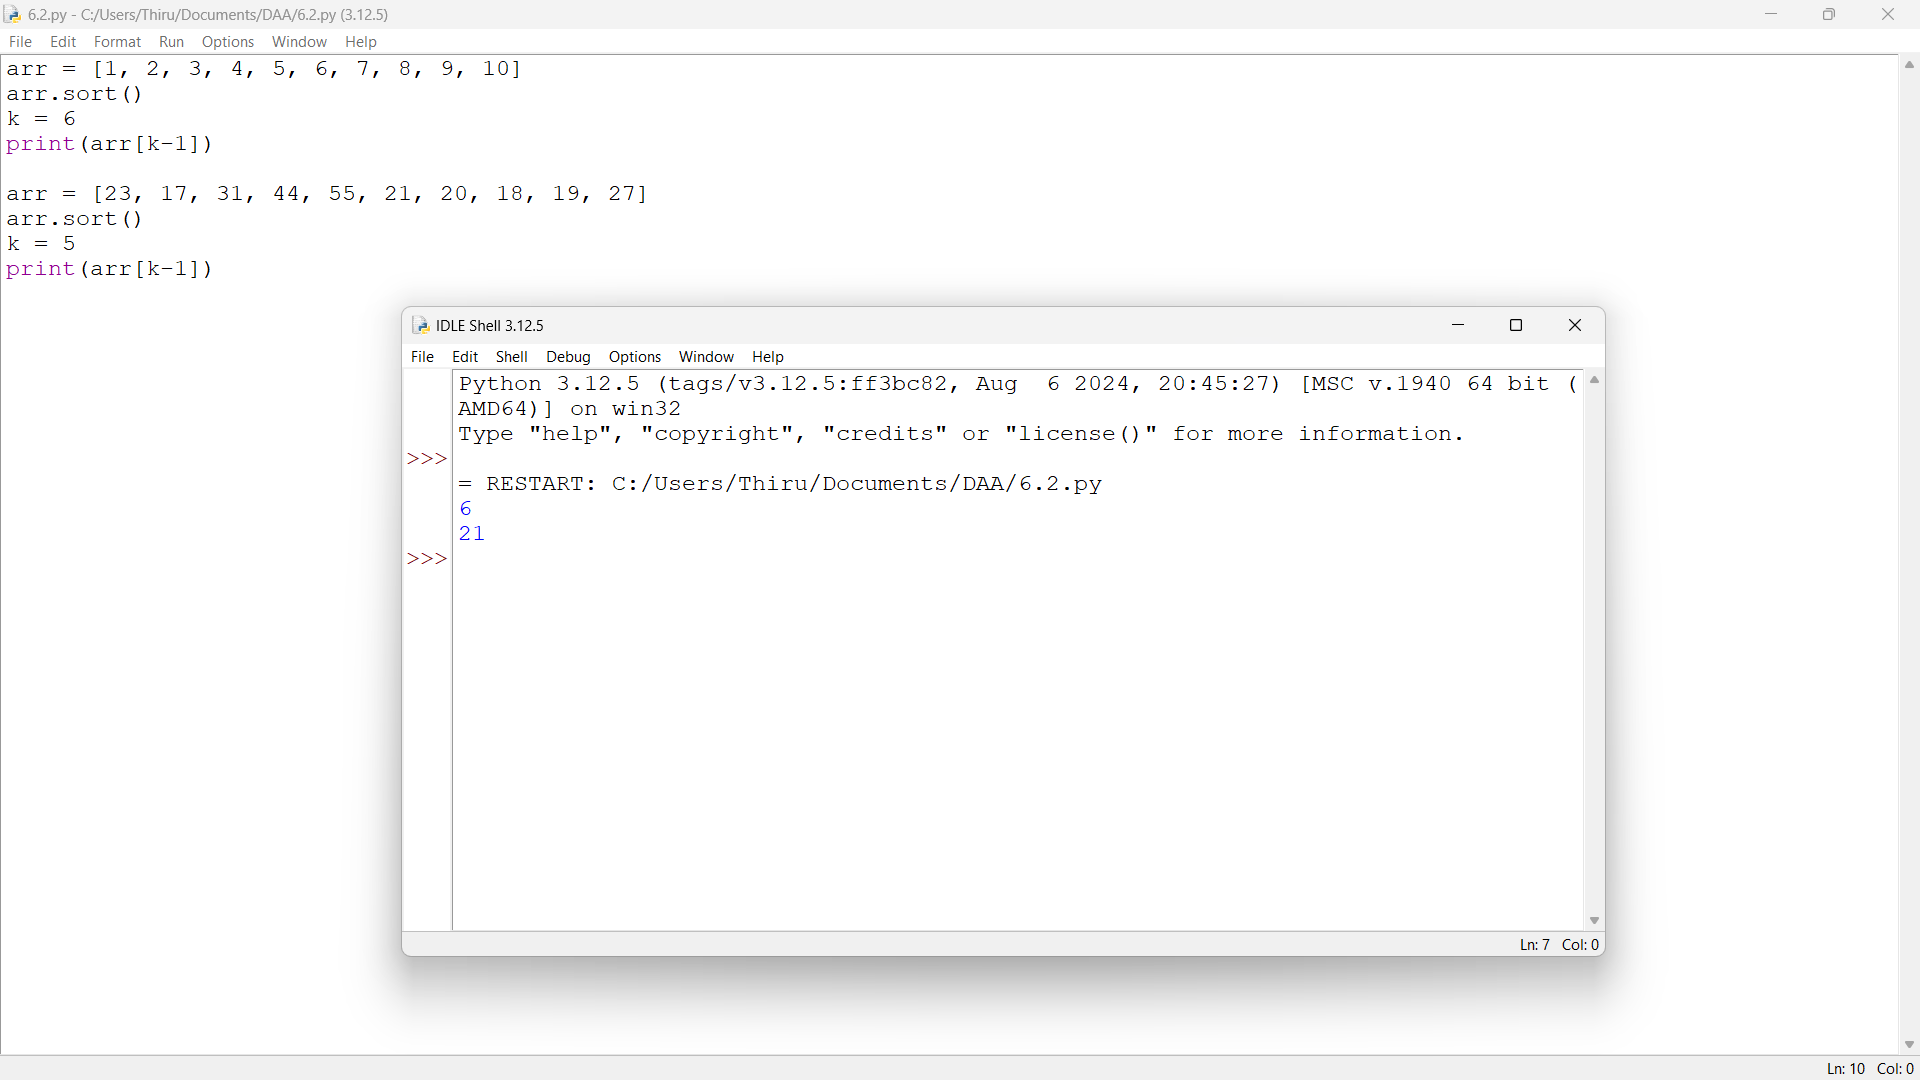 6.2.py - C:/Users/Thiru/Documents/DAA/6.2.py (3.12.5)
File Edit Format Run Options Window Help
arr = [1, 2, 3, 4, 5, 6, 7, 8, 9, 10]
arr.sort()
k = 6
print(arr[k-1])
arr = [23, 17, 31, 44, 55, 21, 20, 18, 19, 27]
arr.sort()
k = 5
print(arr[k-1])
IDLE Shell 3.12.5
File Edit Shell Debug Options Window Help
Python 3.12.5 (tags/v3.12.5:ff3bc82, Aug  6 2024, 20:45:27) [MSC v.1940 64 bit (
AMD64)] on win32
Type "help", "copyright", "credits" or "license()" for more information.
>>>
= RESTART: C:/Users/Thiru/Documents/DAA/6.2.py
6
21
>>>
Ln: 7 Col: 0
Ln: 10 Col: 0